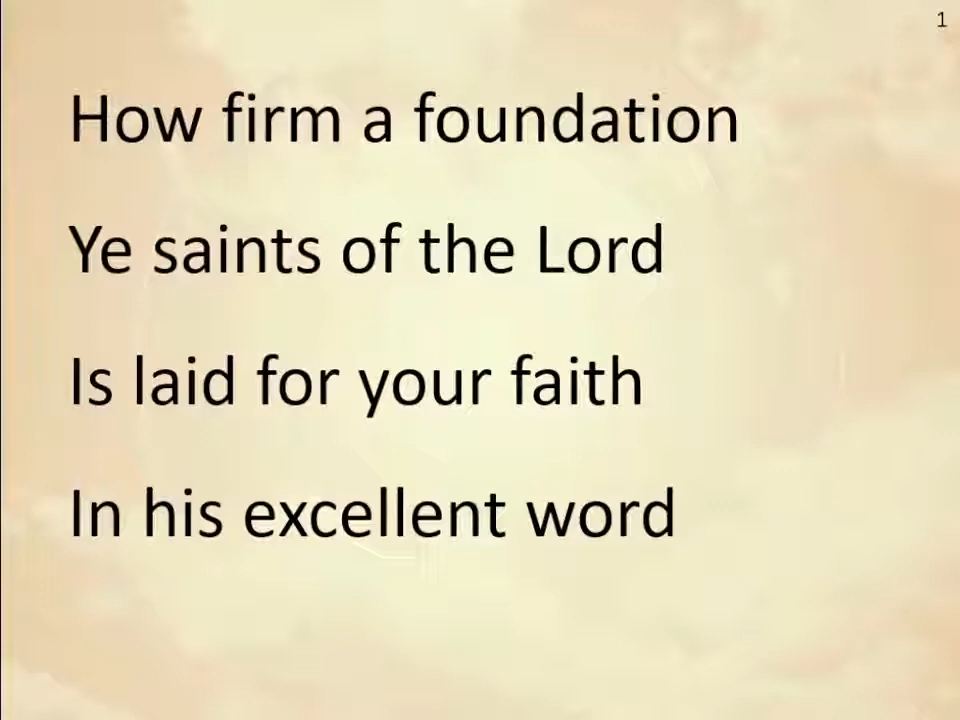 1
How firm a foundation
Ye saints of the Lord
Is laid for your faith
In his excellent word